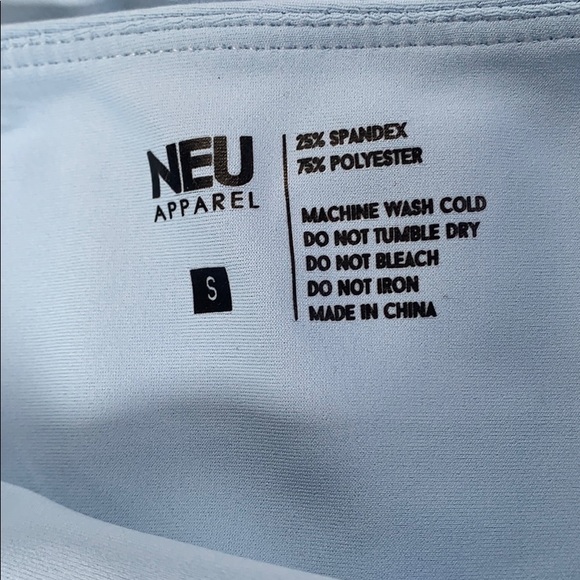 NEU
APPAREL
S
25% SPANDEX
75% POLYESTER
MACHINE WASH COLD
DO NOT TUMBLE DRY
DO NOT BLEACH
DO NOT IRON
MADE IN CHINA